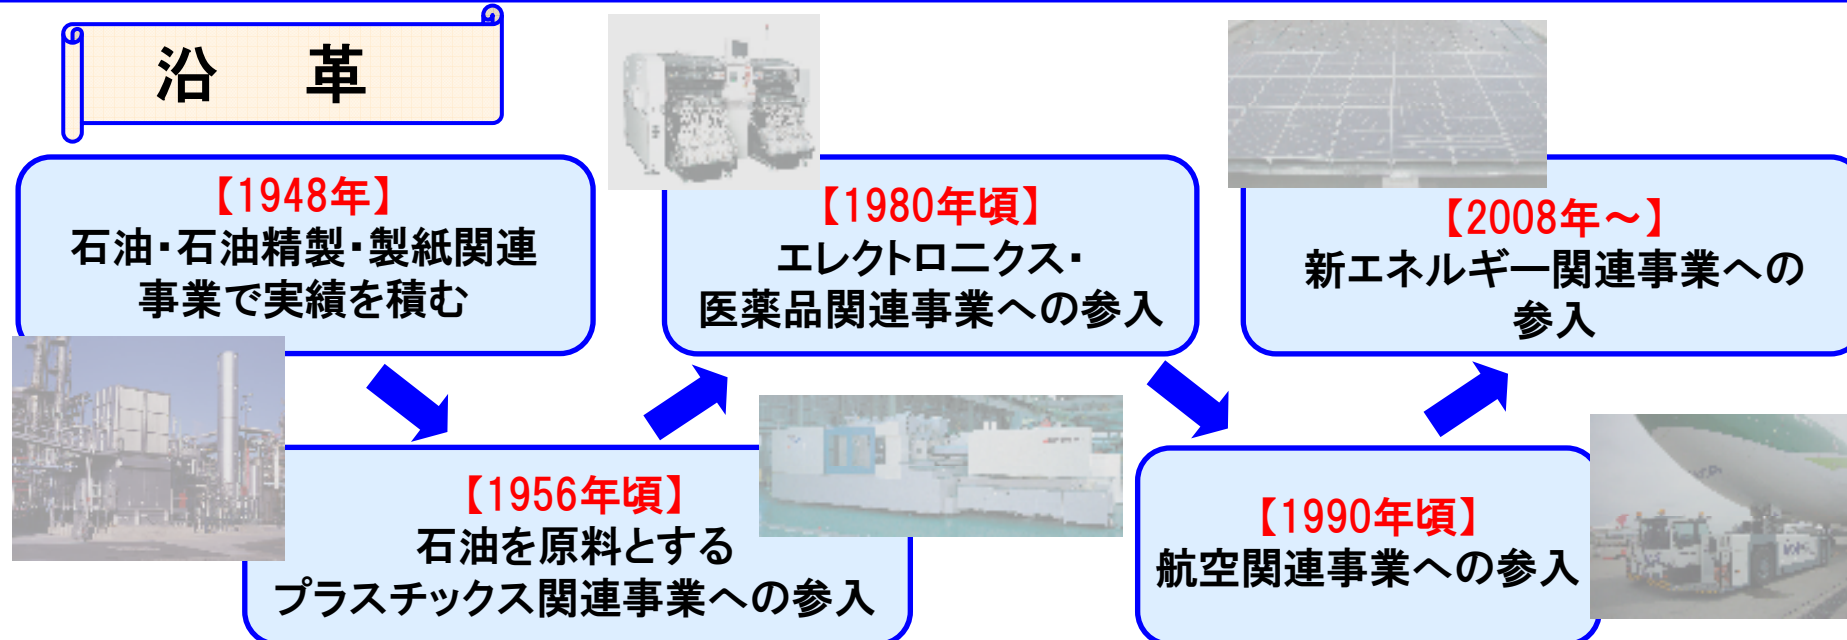 沿　革
【1948年】
石油・石油精製・製紙関連
事業で実績を積む
【1956年頃】
石油を原料とする
プラスチックス関連事業への参入
【1980年頃】
エレクトロニクス・
医薬品関連事業への参入
【1990年頃】
航空関連事業への参入
【2008年～】
新エネルギー関連事業への
参入